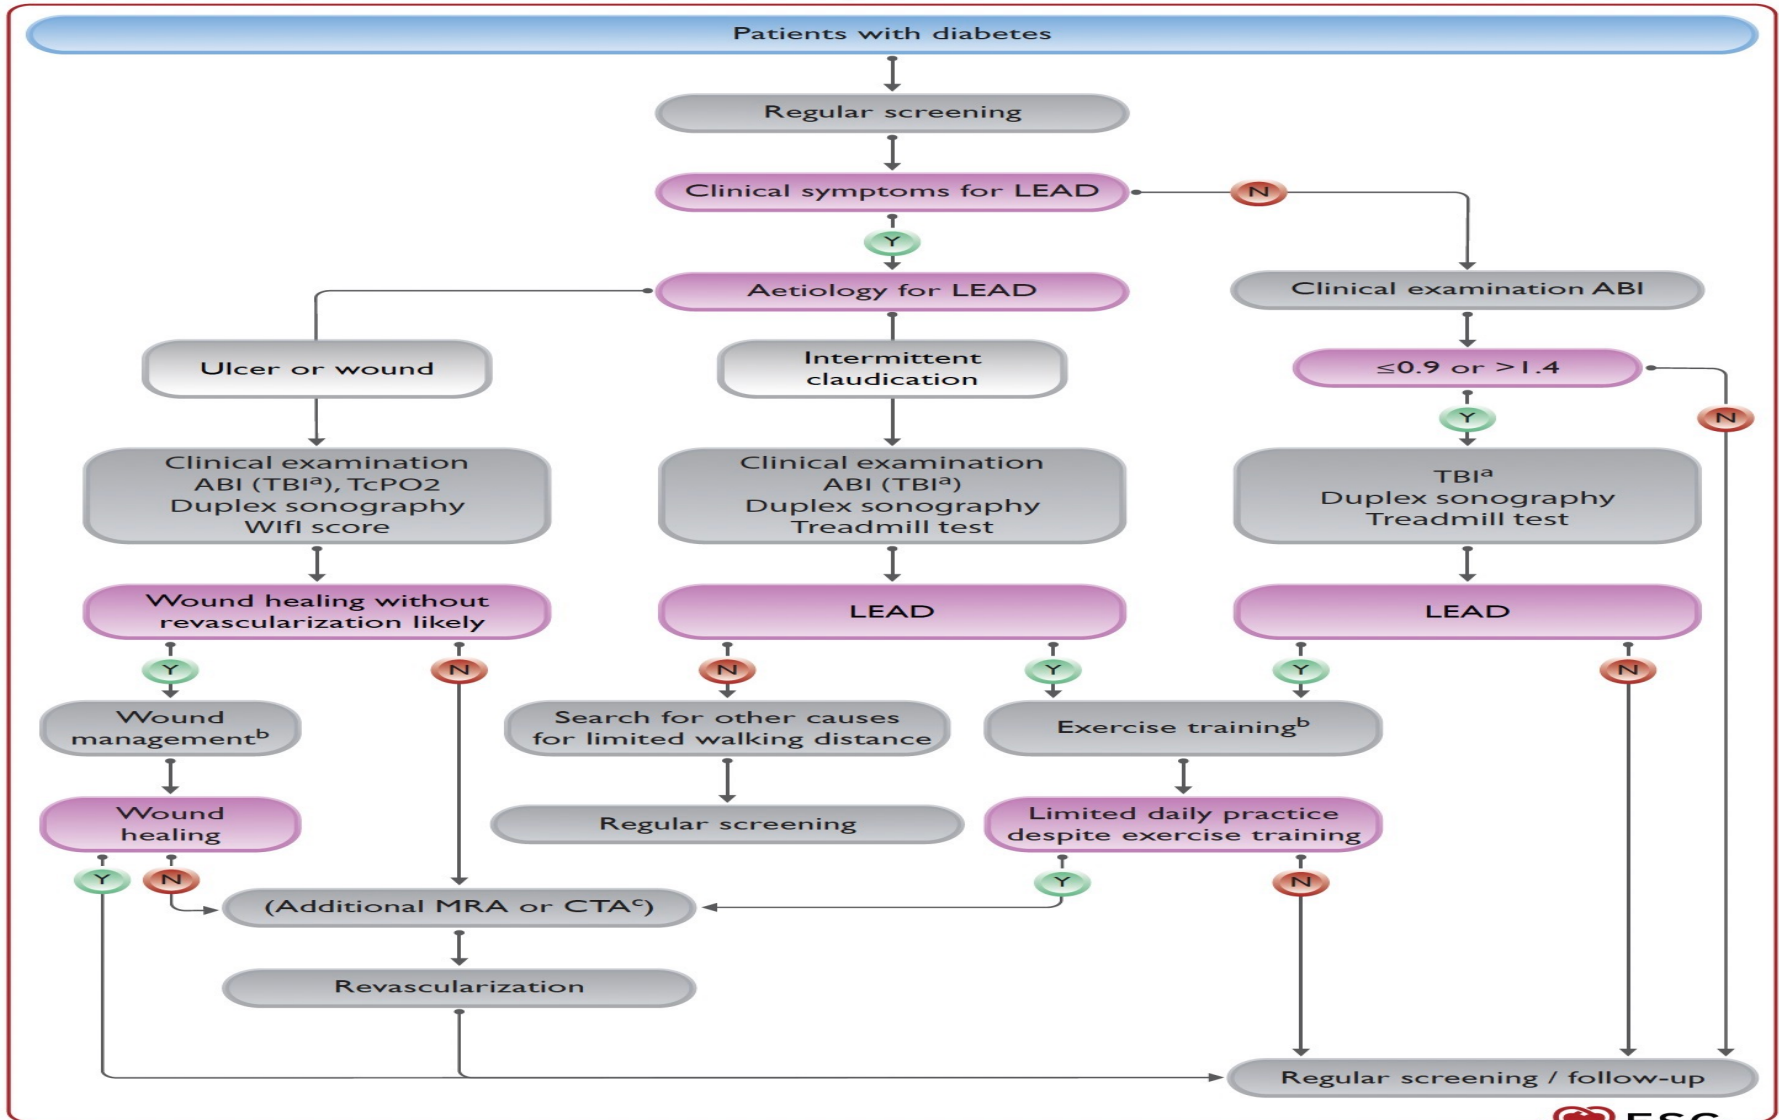 Patients with diabetes
Regular screening
Clinical symptoms for LEAD
N
Y
Aetiology for LEAD
Clinical examination ABI
Ulcer or wound
Intermittent
claudication
≤0.9 or >1.4
Y
N
Clinical examination
ABI (TBIa), TcPO2
Duplex sonography
WIfI score
Clinical examination
ABI (TBIa)
Duplex sonography
Treadmill test
TBIa
Duplex sonography
Treadmill test
Wound healing without
revascularization likely
LEAD
LEAD
Y
N
N
Y
Y
N
Wound
managementb
Search for other causes
for limited walking distance
Exercise trainingb
Wound
healing
Regular screening
Limited daily practice
despite exercise training
Y
N
Y
N
(Additional MRA or CTAc)
Revascularization
Regular screening / follow-up
ESC